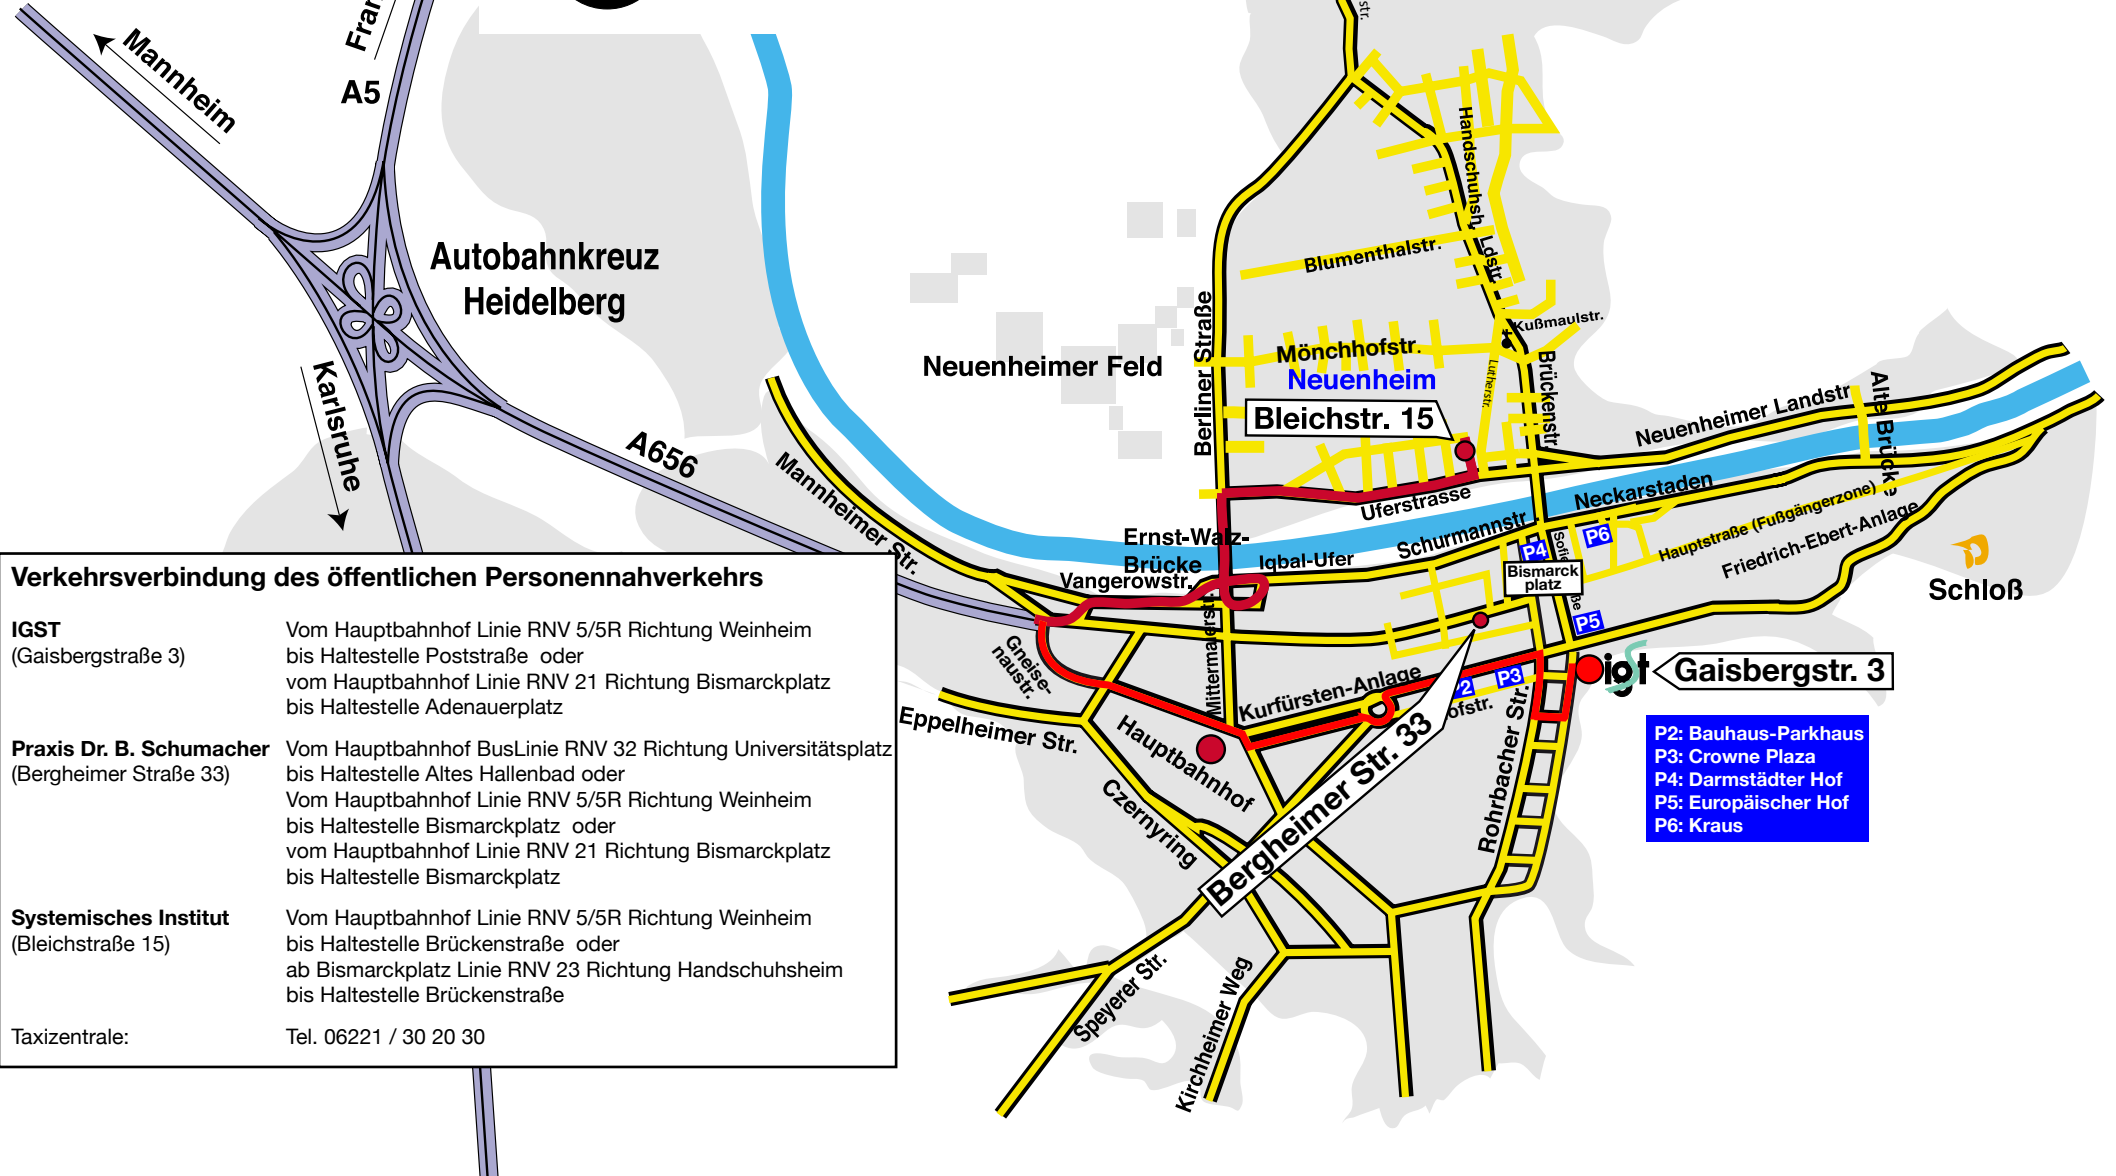 str.
Mannheim
A5
Autobahnkreuz
Heidelberg
Karlsruhe
A656
Mannheimer Str.
Handschuhsh. Ldstr.
Blumenthalstr.
Kußmaulstr.
Berliner Straße
Mönchhofstr.
Neuenheim
Neuenheimer Feld
Lutherstr.
Brückenstr.
Bleichstr. 15
Neuenheimer Landstr.
Alte Brücke
Uferstrasse
Neckarstaden
Schurmannstr.
Ernst-Walz-
Brücke
Iqbal-Ufer
Vangerowstr.
P4
P6
Hauptstraße (Fußgängerzone)
Friedrich-Ebert-Anlage
Bismarck
platz
P5
Schloß
Gneise-
naustr.
Mittermaierstr.
Kurfürsten-Anlage
P2
P3
igst
Gaisbergstr. 3
Eppelheimer Str.
Hauptbahnhof
Czernyring
Bergheimer Str. 33
Rohrbacher Str.
Speyerer Str.
Kirchheimer Weg
P2: Bauhaus-Parkhaus
P3: Crowne Plaza
P4: Darmstädter Hof
P5: Europäischer Hof
P6: Kraus
Verkehrsverbindung des öffentlichen Personennahverkehrs
IGST Vom Hauptbahnhof Linie RNV 5/5R Richtung Weinheim
(Gaisbergstraße 3) bis Haltestelle Poststraße oder
vom Hauptbahnhof Linie RNV 21 Richtung Bismarckplatz
bis Haltestelle Adenauerplatz
Praxis Dr. B. Schumacher Vom Hauptbahnhof BusLinie RNV 32 Richtung Universitätsplatz
(Bergheimer Straße 33) bis Haltestelle Altes Hallenbad oder
Vom Hauptbahnhof Linie RNV 5/5R Richtung Weinheim
bis Haltestelle Bismarckplatz oder
vom Hauptbahnhof Linie RNV 21 Richtung Bismarckplatz
bis Haltestelle Bismarckplatz
Systemisches Institut Vom Hauptbahnhof Linie RNV 5/5R Richtung Weinheim
(Bleichstraße 15) bis Haltestelle Brückenstraße oder
ab Bismarckplatz Linie RNV 23 Richtung Handschuhsheim
bis Haltestelle Brückenstraße
Taxizentrale: Tel. 06221 / 30 20 30